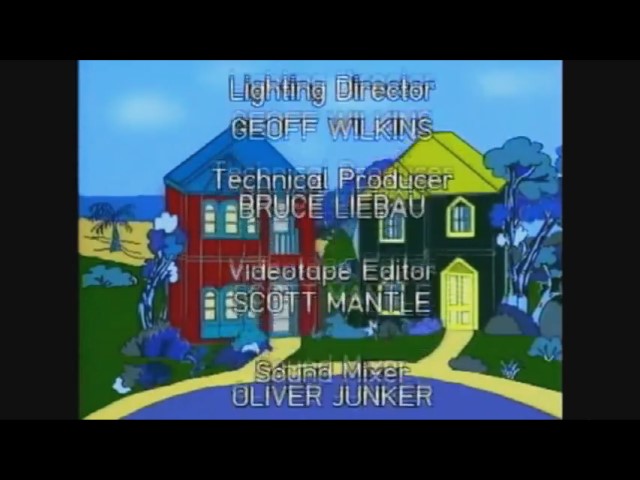 Lighting Director
GEOFF WILKINS
Technical Producer
BRUCE LIEBAU
Videotape Editor
SCOTT MANTLE
Sound Mixer
OLIVER JUNKER